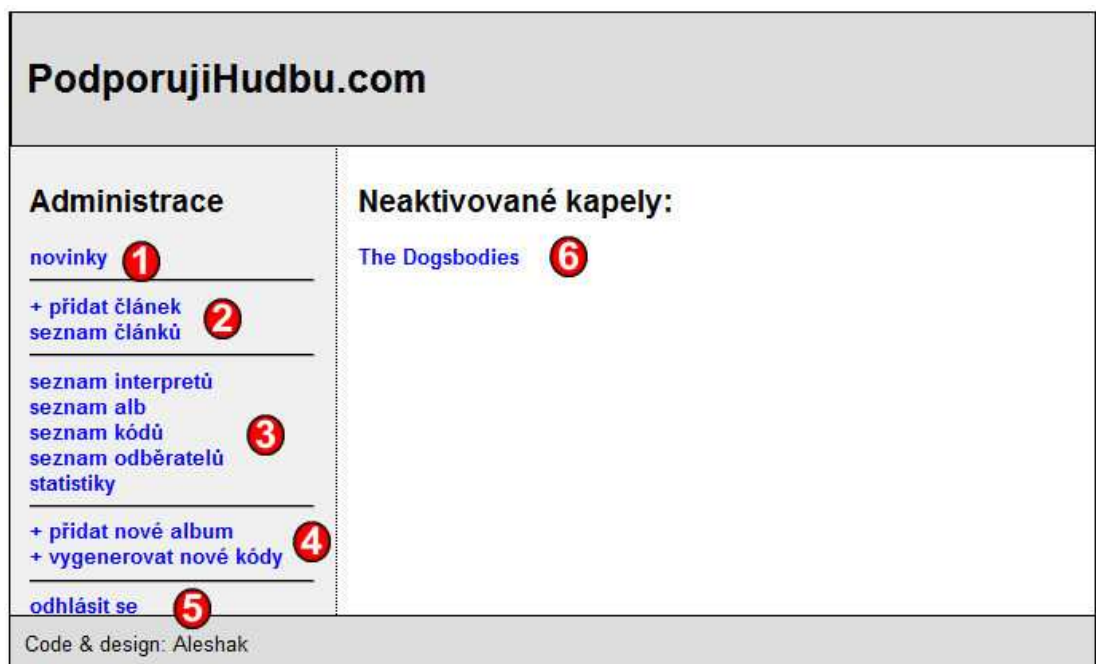 PodporujiHudbu.com
Administrace
novinky 1
+ přidat článek
seznam článků 2
seznam interpretů
seznam alb
seznam kódů 3
seznam odběratelů
statistiky
+ přidat nové album
+ vygenerovat nové kódy 4
odhlásit se 5
Neaktivované kapely:
The Dogsbodies 6
Code & design: Aleshak